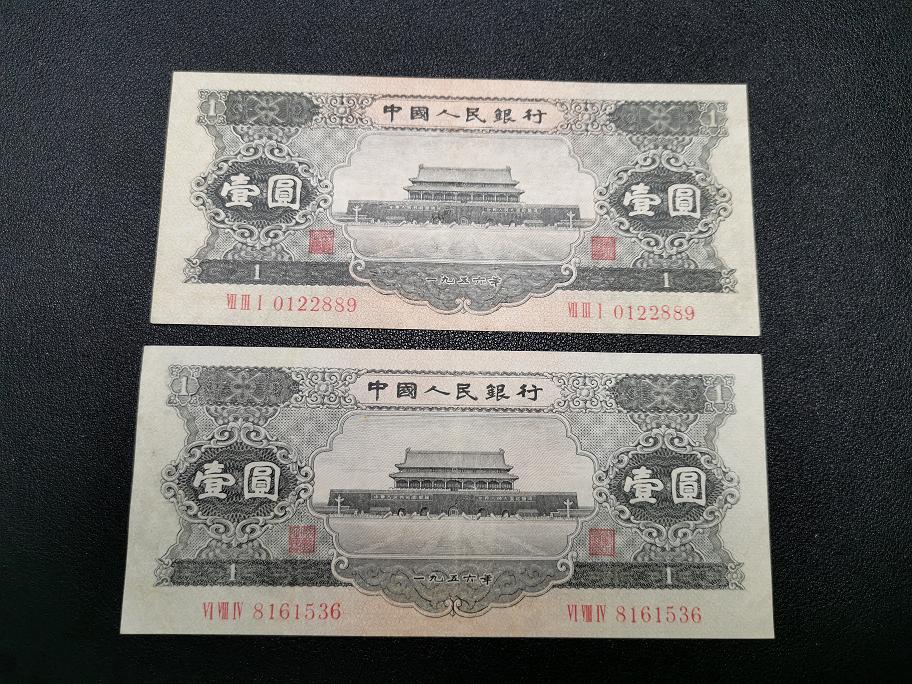 1 中國人民銀行 1
壹圓 壹圓
1 1
一九五六年
Ⅶ Ⅲ Ⅰ 0122889 Ⅶ Ⅲ Ⅰ 0122889
1 中國人民銀行 1
壹圓 壹圓
1 1
一九五六年
Ⅵ Ⅷ Ⅳ 8161536 Ⅵ Ⅷ Ⅳ 8161536